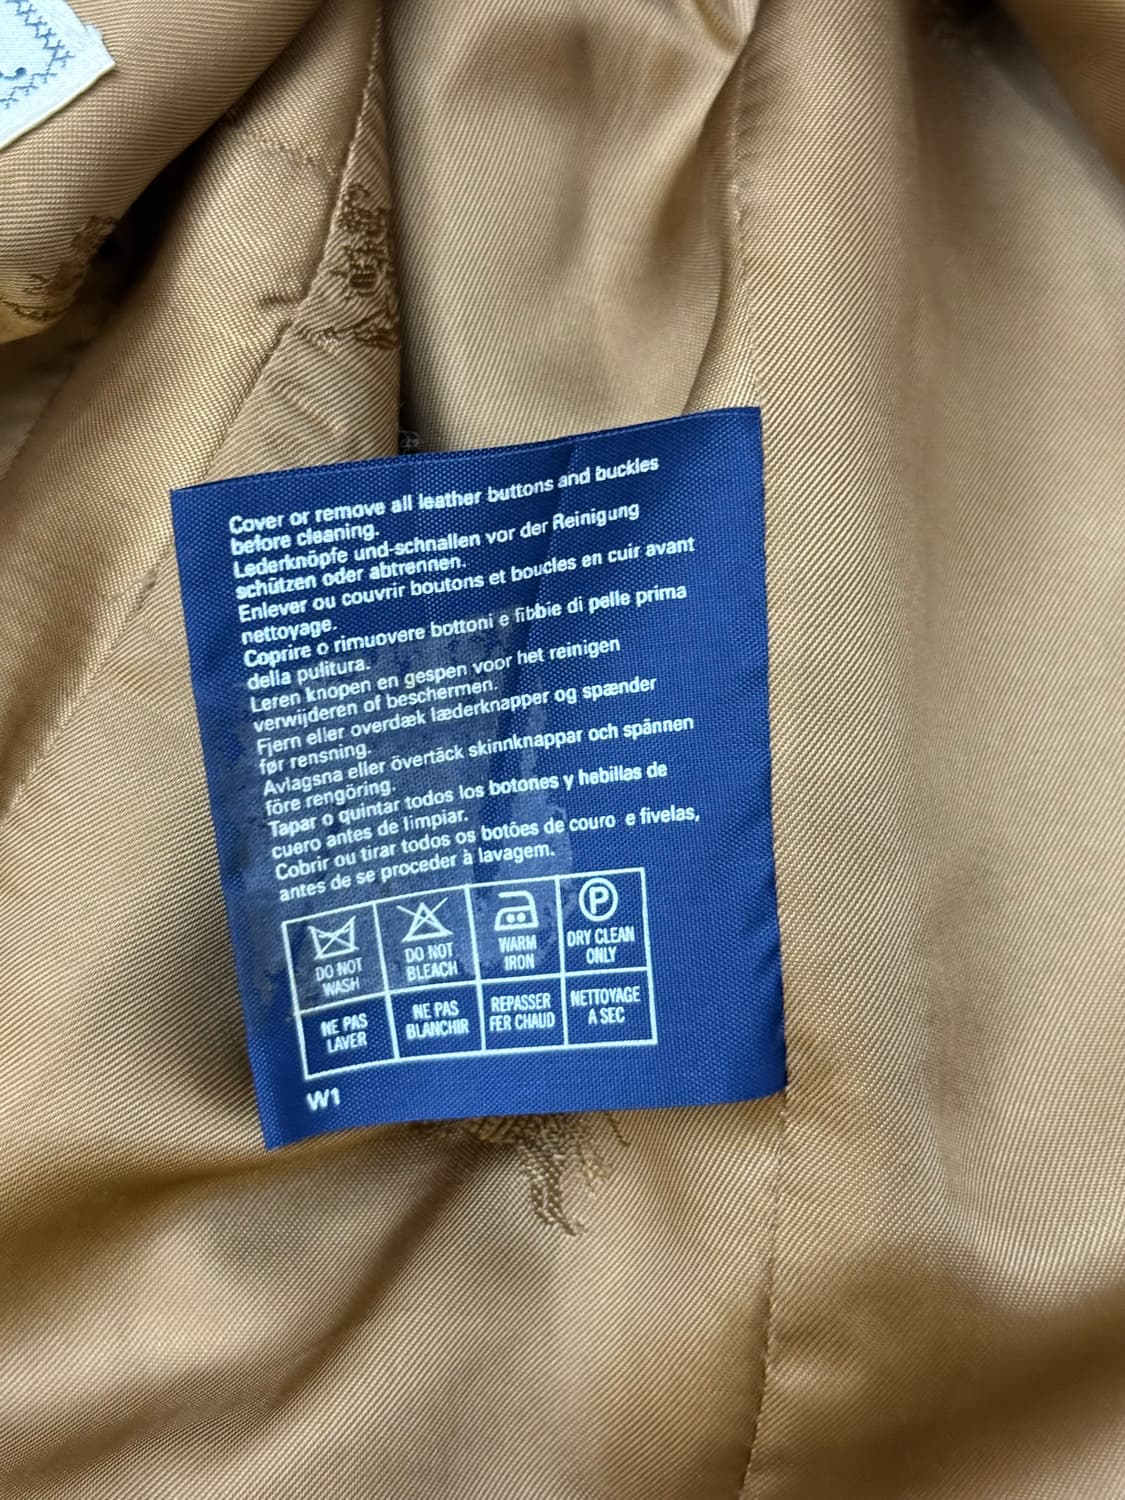 Cover or remove all leather buttons and buckles
before cleaning.
Lederknöpfe und-schnallen vor der Reinigung
schützen oder abtrennen.
Enlever ou couvrir boutons et boucles en cuir avant
nettoyage.
Coprire o rimuovere bottoni e fibbie di pelle prima
della pulitura.
Leren knopen en gespen voor het reinigen
verwijderen of beschermen.
Fjern eller overdæk læderknapper og spænder
før rensning.
Avlagsna eller övertäck skinnknappar och spännen
före rengöring.
Tapar o quintar todos los botones y hebillas de
cuero antes de limpiar.
Cobrir ou tirar todos os botões de couro e fivelas,
antes de se proceder à lavagem.
P
DO NOT
WASH
DO NOT
BLEACH
WARM
IRON
DRY CLEAN
ONLY
NE PAS
LAVER
NE PAS
BLANCHIR
REPASSER
FER CHAUD
NETTOYAGE
A SEC
W1